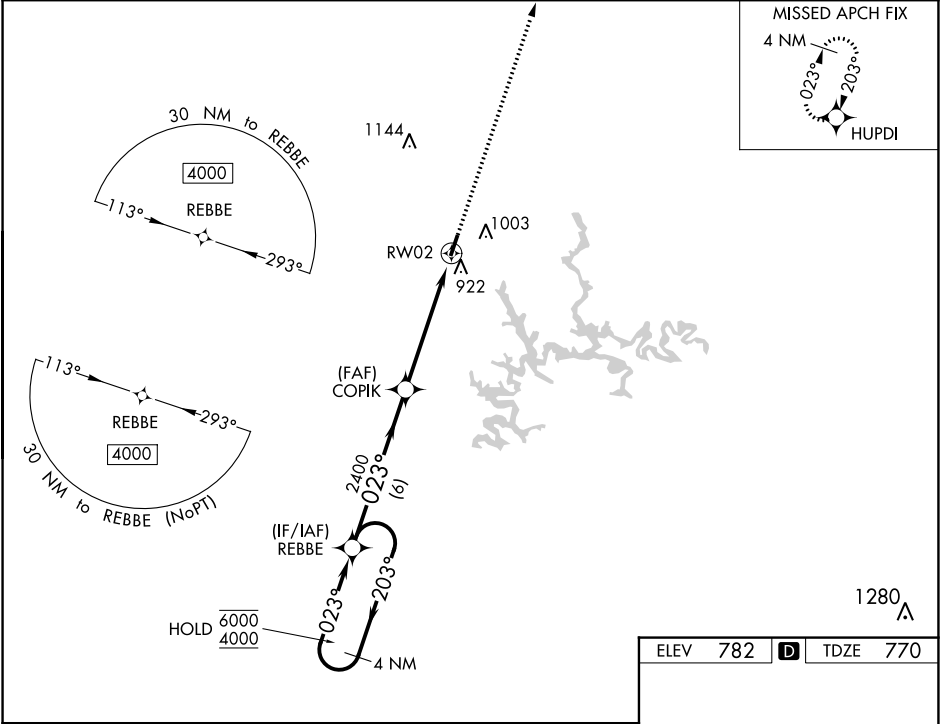 MISSED APCH FIX
4 NM
023°
203°
HUPDI
30 NM to REBBE
4000
REBBE
113°
293°
1144
1003
RW02
922
113°
293°
REBBE
4000
30 NM to REBBE (NoPT)
(FAF)
COPIK
2400
023°
(6)
(IF/IAF)
REBBE
023°
203°
HOLD 6000
4000
4 NM
1280
ELEV 782 D TDZE 770